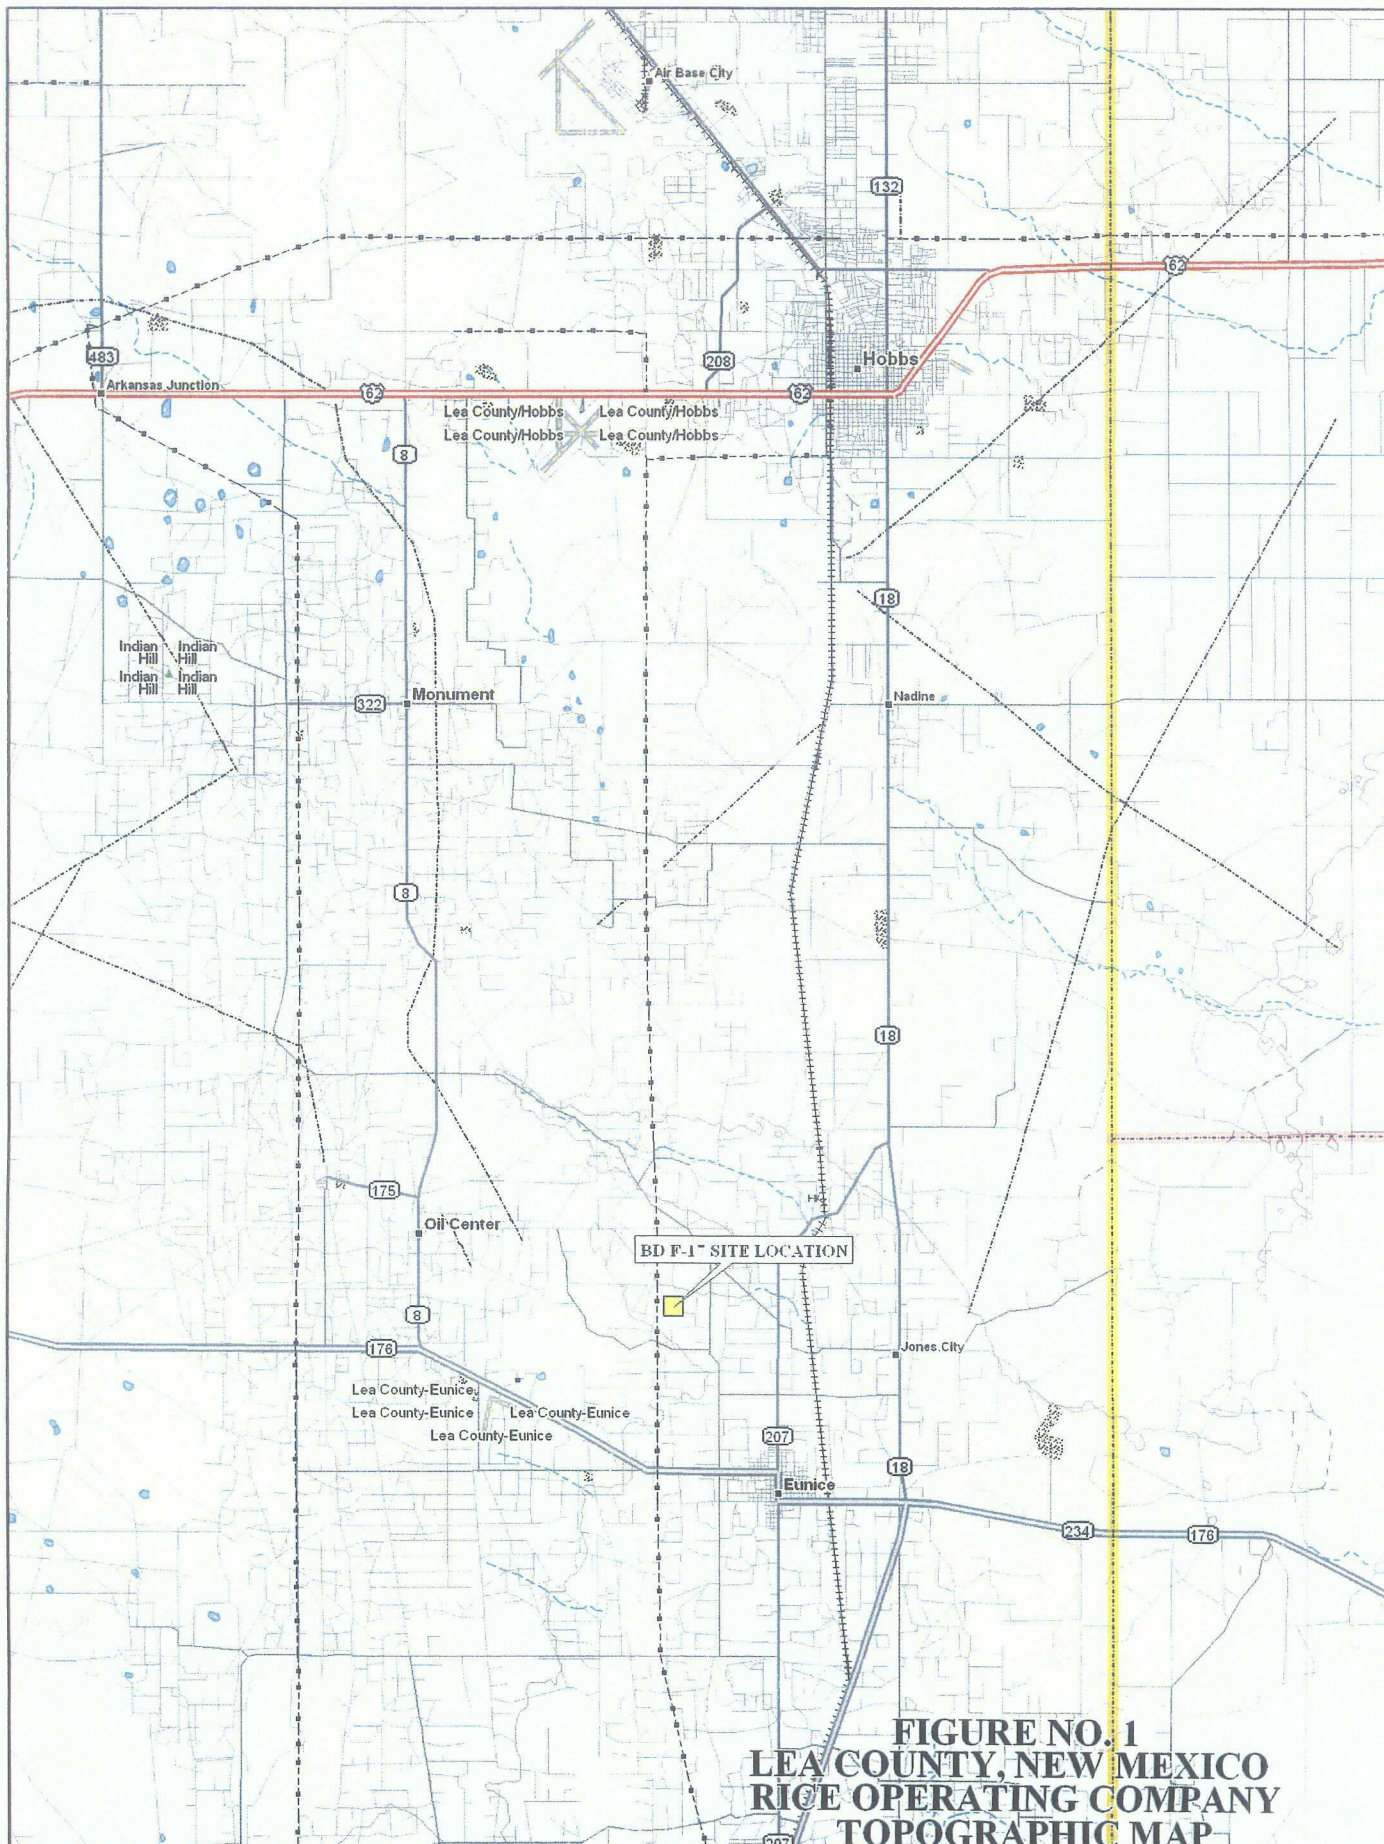 Air Base City
132
62
208
Hobbs
483
Arkansas Junction
62
62
Lea County/Hobbs
Lea County/Hobbs
Lea County/Hobbs
Lea County/Hobbs
8
18
Indian Hill
Indian Hill
Indian Hill
Indian Hill
322
Monument
Nadine
8
18
175
Oil Center
BD F-17 SITE LOCATION
8
176
Jones City
Lea County-Eunice
Lea County-Eunice
Lea County-Eunice
Lea County-Eunice
207
18
Eunice
234
176
FIGURE NO. 1
LEA COUNTY, NEW MEXICO
RICE OPERATING COMPANY
TOPOGRAPHIC MAP
207